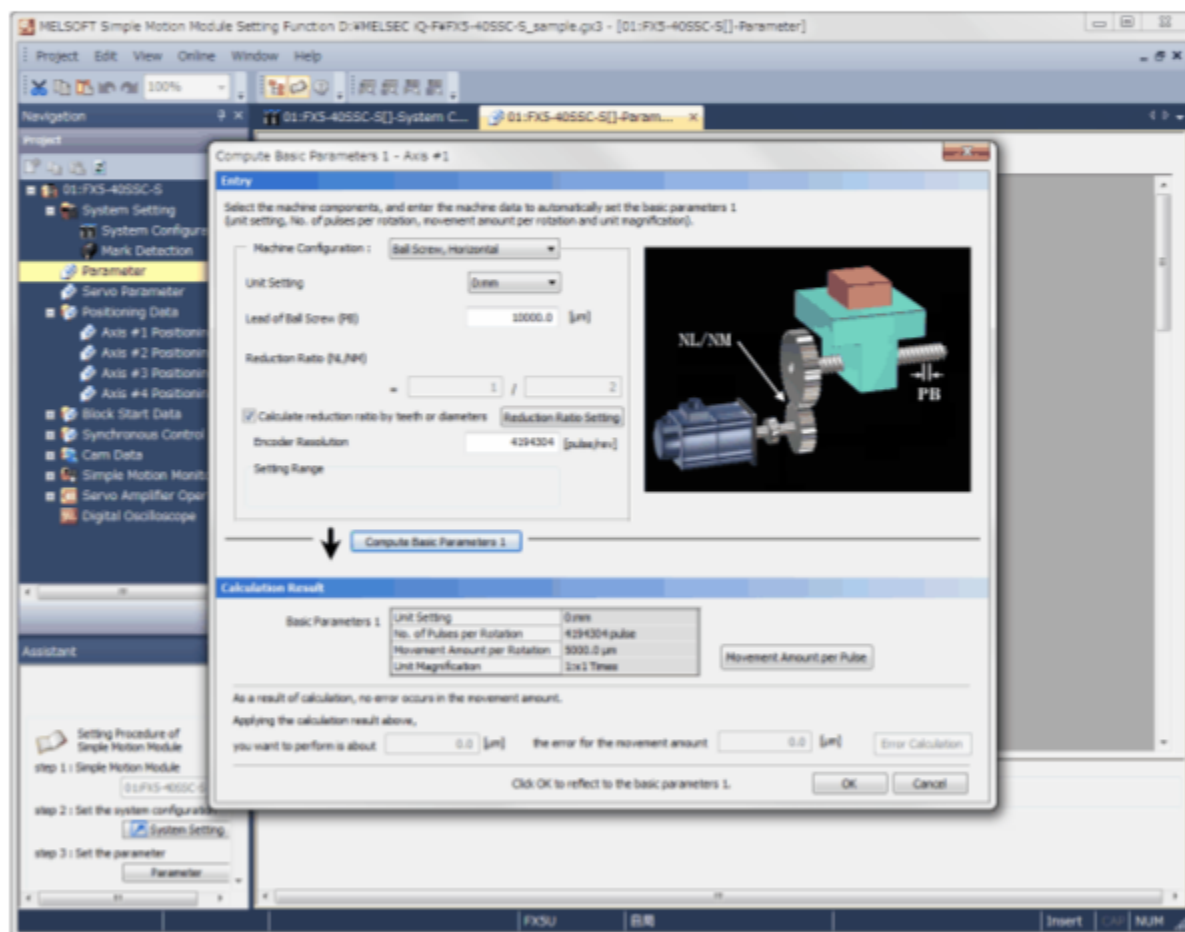 MELSOFT Simple Motion Module Setting Function D:¥MELSEC iQ-F¥FX5-40SSC-S_sample.gx3 - [01:FX5-40SSC-S[]-Parameter]
Project Edit View Online Window Help
100%
Navigation
01:FX5-40SSC-S[]-System C...
01:FX5-40SSC-S[]-Param...
Project
01:FX5-40SSC-S
System Setting
System Configura
Mark Detection
Parameter
Servo Parameter
Positioning Data
Axis #1 Positionin
Axis #2 Positionin
Axis #3 Positionin
Axis #4 Positionin
Block Start Data
Synchronous Control
Cam Data
Simple Motion Monito
Servo Amplifier Oper
Digital Oscilloscope
Assistant
Setting Procedure of
Simple Motion Module
step 1 : Simple Motion Module
01:FX5-40SSC-S
step 2 : Set the system configuration
System Setting
step 3 : Set the parameter
Parameter
Compute Basic Parameters 1 - Axis #1
Entry
Select the machine components, and enter the machine data to automatically set the basic parameters 1
(unit setting, No. of pulses per rotation, movement amount per rotation and unit magnification).
Machine Configuration : Ball Screw, Horizontal
Unit Setting 0:mm
Lead of Ball Screw (PB) 10000.0 [µm]
Reduction Ratio (NL/NM)
= 1 / 2
Calculate reduction ratio by teeth or diameters Reduction Ratio Setting
Encoder Resolution 4194304 [pulse/rev]
Setting Range
NL/NM
PB
Compute Basic Parameters 1
Calculation Result
Basic Parameters 1
Unit Setting 0:mm
No. of Pulses per Rotation 4194304 pulse
Movement Amount per Rotation 5000.0 µm
Unit Magnification 1:x1 Times
Movement Amount per Pulse
As a result of calculation, no error occurs in the movement amount.
Applying the calculation result above,
you want to perform is about 0.0 [µm] the error for the movement amount 0.0 [µm] Error Calculation
Click OK to reflect to the basic parameters 1. OK Cancel
FX5U 自局 Insert CAP NUM